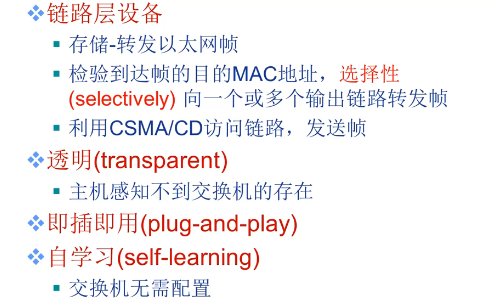 链路层设备
存储-转发以太网帧
检验到达帧的目的MAC地址，选择性
(selectively) 向一个或多个输出链路转发帧
利用CSMA/CD访问链路，发送帧
透明(transparent)
主机感知不到交换机的存在
即插即用(plug-and-play)
自学习(self-learning)
交换机无需配置